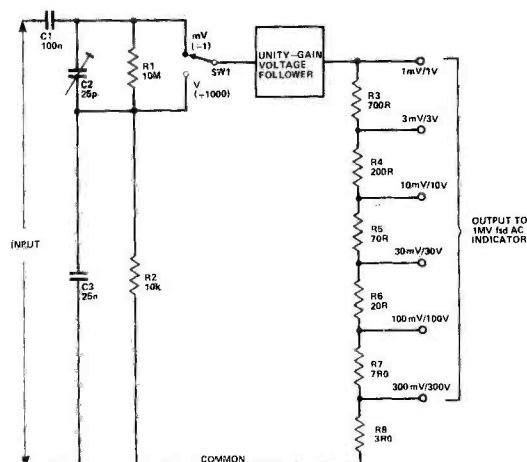 C1
100n
C2
25p
R1
10M
mV
(÷1)
SW1
V
(÷1000)
UNITY-GAIN
VOLTAGE
FOLLOWER
1mV/1V
R3
700R
3mV/3V
R4
200R
10mV/10V
R5
70R
30mV/30V
R6
20R
100mV/100V
R7
7R0
300mV/300V
R8
3R0
OUTPUT TO
1MV fsd AC
INDICATOR
INPUT
C3
25n
R2
10k
COMMON